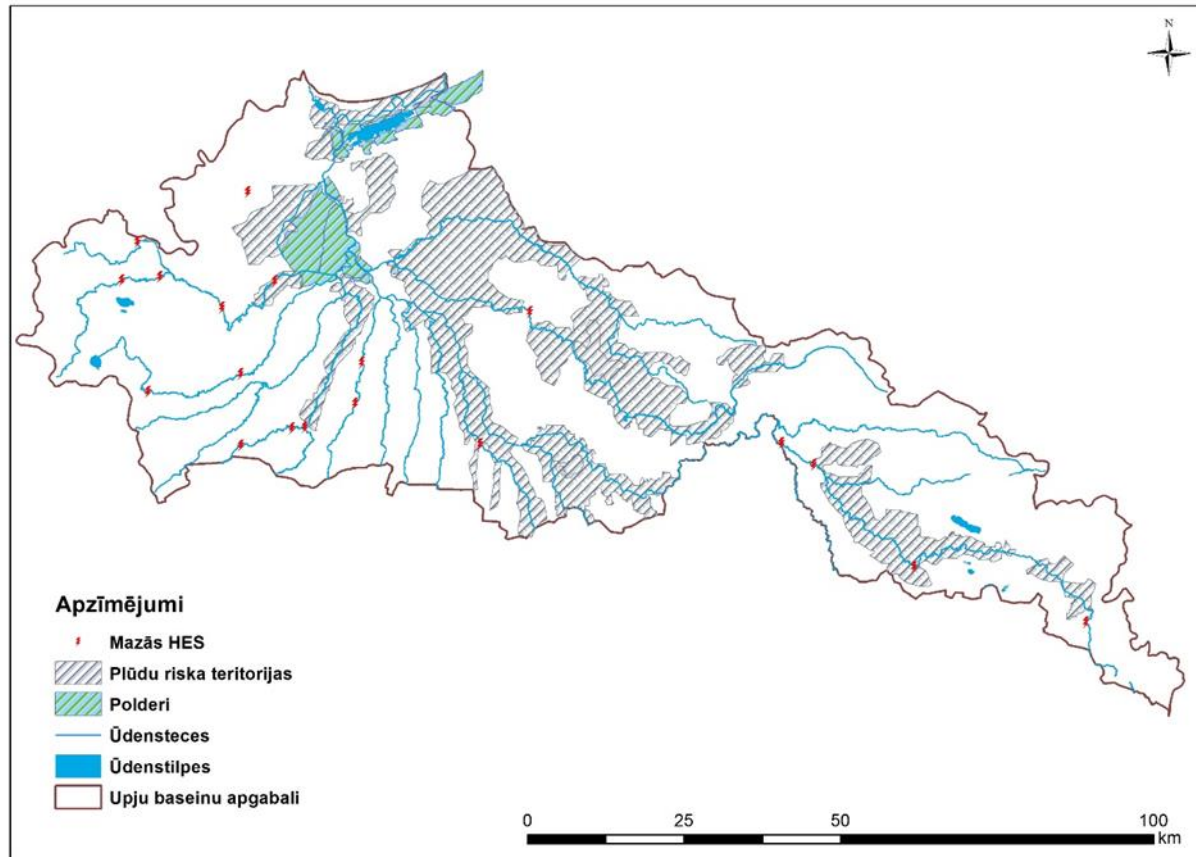 N
Apzīmējumi
Mazās HES
Plūdu riska teritorijas
Polderi
Ūdensteces
Ūdenstilpes
Upju baseinu apgabali
0 25 50 100
km